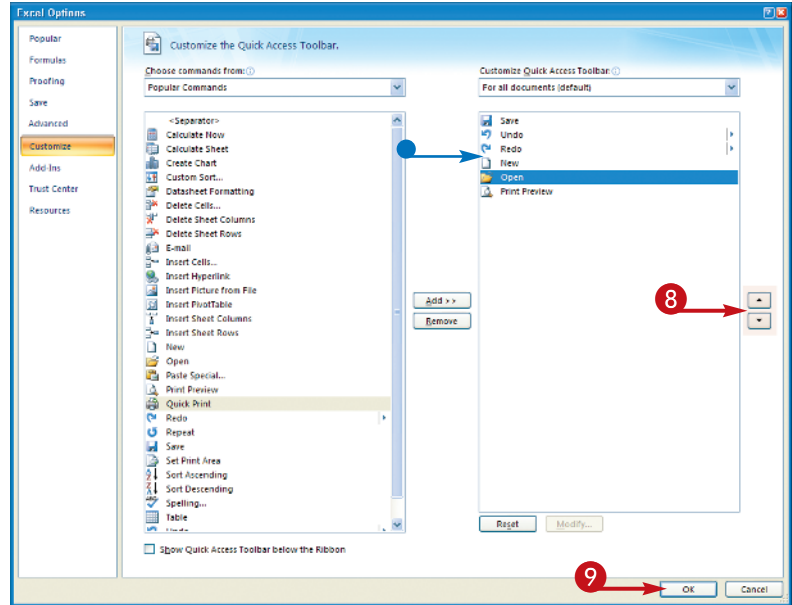 Excel Options
Popular
Formulas
Proofing
Save
Advanced
Customize
Add-Ins
Trust Center
Resources
Customize the Quick Access Toolbar.
Choose commands from:
Popular Commands
<Separator>
Calculate Now
Calculate Sheet
Create Chart
Custom Sort...
Datasheet Formatting
Delete Cells...
Delete Sheet Columns
Delete Sheet Rows
E-mail
Insert Cells...
Insert Hyperlink
Insert Picture from File
Insert PivotTable
Insert Sheet Columns
Insert Sheet Rows
New
Open
Paste Special...
Print Preview
Quick Print
Redo
Repeat
Save
Set Print Area
Sort Ascending
Sort Descending
Spelling...
Table
Undo
Show Quick Access Toolbar below the Ribbon
Add >>
Remove
Customize Quick Access Toolbar:
For all documents (default)
Save
Undo
Redo
New
Open
Print Preview
8
Reset
Modify...
9
OK
Cancel